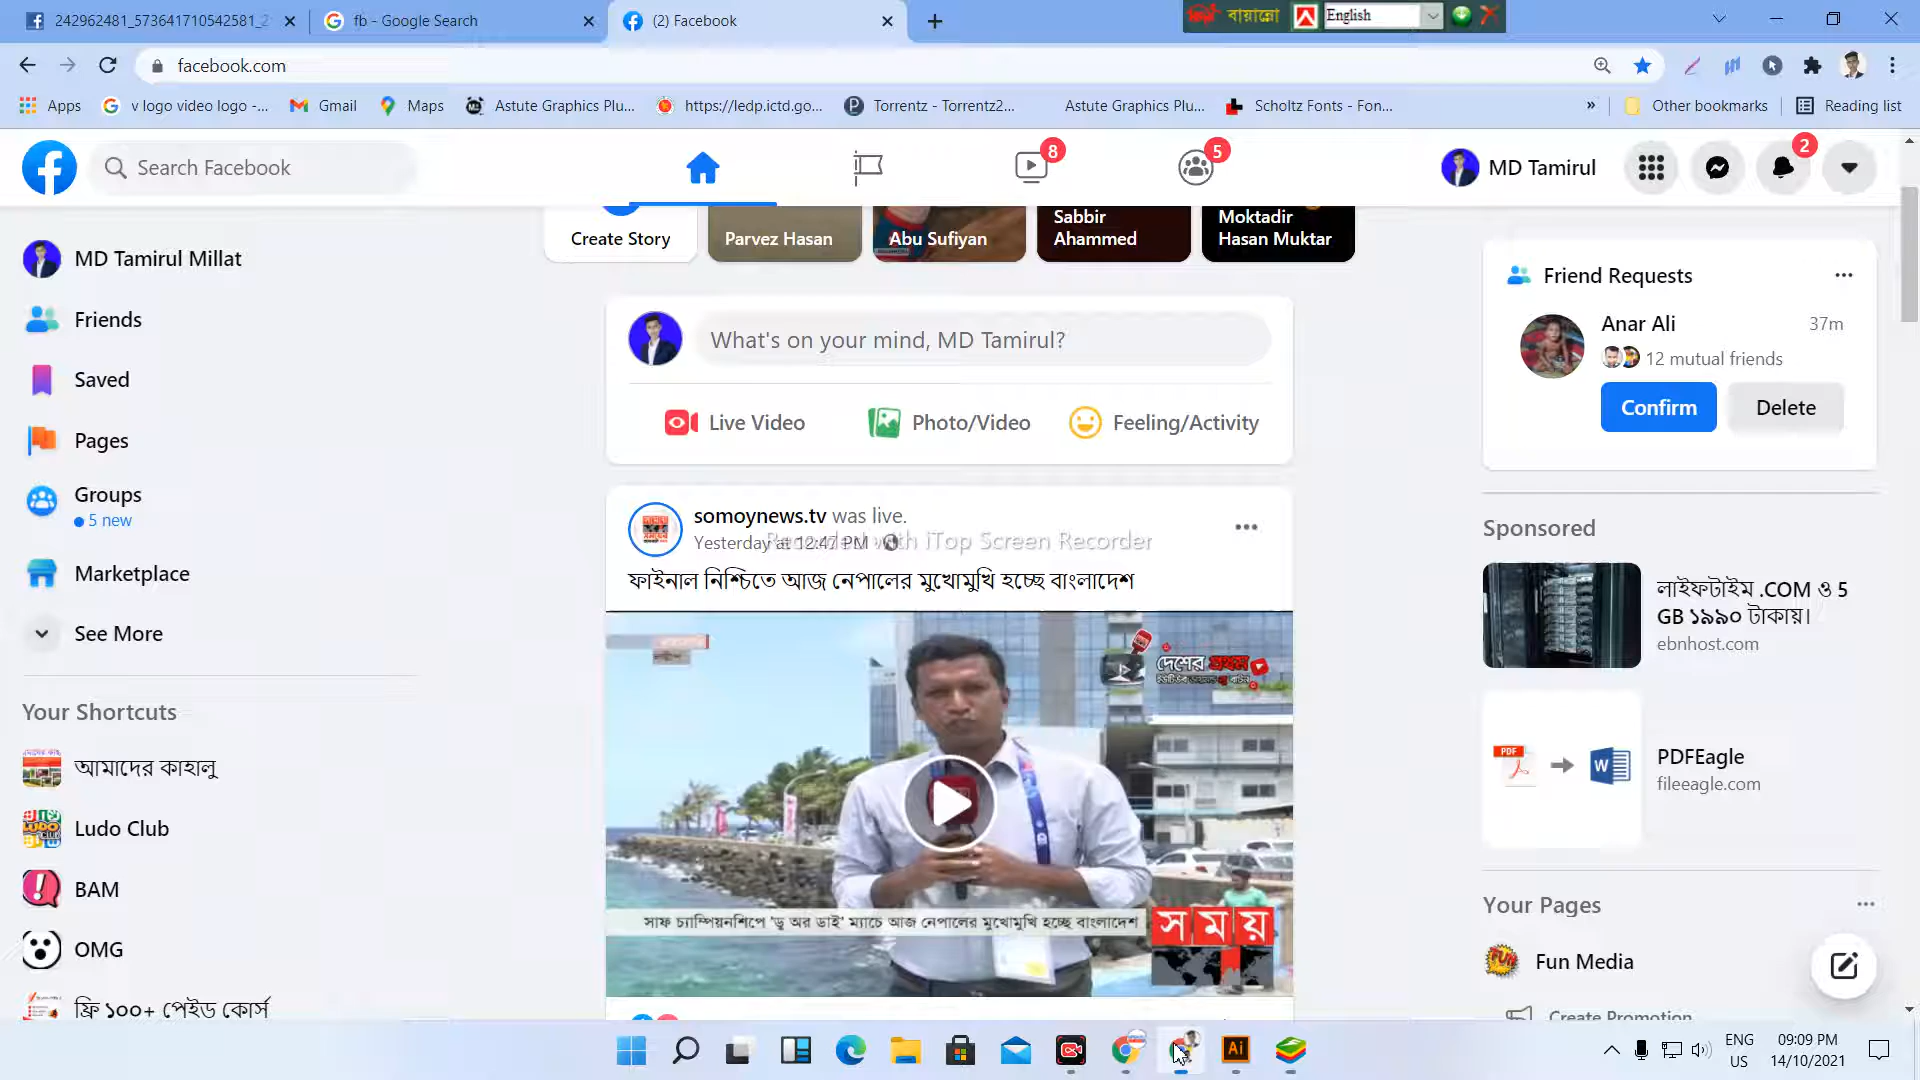 242962481_573641710542581_2
fb - Google Search
(2) Facebook
বায়ান্নো
English
facebook.com
Apps
v logo video logo -...
Gmail
Maps
Astute Graphics Plu...
https://ledp.ictd.go...
Torrentz - Torrentz2...
Astute Graphics Plu...
Scholtz Fonts - Fon...
»
Other bookmarks
Reading list
Search Facebook
8
5
MD Tamirul
2
MD Tamirul Millat
Friends
Saved
Pages
Groups
5 new
Marketplace
See More
Your Shortcuts
আমাদের কাহালু
Ludo Club
BAM
OMG
ফ্রি ১০০+ পেইড কোর্স
Create Story
Parvez Hasan
Abu Sufiyan
Sabbir
Ahammed
Moktadir
Hasan Muktar
What's on your mind, MD Tamirul?
Live Video
Photo/Video
Feeling/Activity
somoynews.tv was live.
Yesterday at 12:47 PM
Recorded with iTop Screen Recorder
ফাইনাল নিশ্চিতে আজ নেপালের মুখোমুখি হচ্ছে বাংলাদেশ
দেশের প্রথম
সাফ চ্যাম্পিয়নশিপে 'ডু অর ডাই' ম্যাচে আজ নেপালের মুখোমুখি হচ্ছে বাংলাদেশ
সময়
Friend Requests
Anar Ali
37m
12 mutual friends
Confirm
Delete
Sponsored
লাইফটাইম .COM ও 5
GB ১৯৯০ টাকায়।
ebnhost.com
PDF
W
PDFEagle
fileeagle.com
Your Pages
FUN
Fun Media
Create Promotion
Ai
ENG
US
09:09 PM
14/10/2021